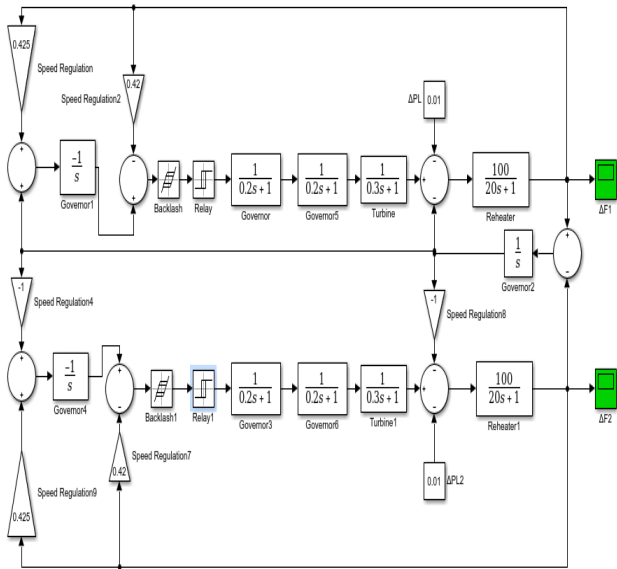 0.425
Speed Regulation
0.42
Speed Regulation2
ΔPL
0.01
+
+
-1
s
Governor1
-
+
Backlash
Relay
1
0.2s + 1
Governor
1
0.2s + 1
Governor5
1
0.3s + 1
Turbine
-
+
-
100
20s + 1
Reheater
ΔF1
+
-
1
s
Governor2
-1
Speed Regulation4
-1
Speed Regulation8
+
+
-1
s
Governor4
+
-
Backlash1
Relay1
1
0.2s + 1
Governor3
1
0.2s + 1
Governor6
1
0.3s + 1
Turbine1
-
+
-
100
20s + 1
Reheater1
ΔF2
0.42
Speed Regulation7
0.425
Speed Regulation9
0.01
ΔPL2